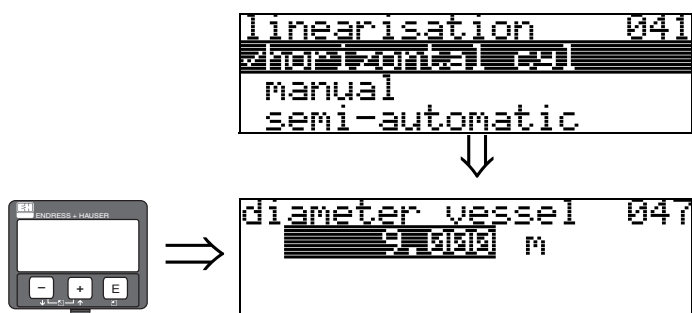 linearisation 041
✓horizontal cyl
manual
semi-automatic
E+H
ENDRESS + HAUSER
- + E
diameter vessel 047
9.000 m